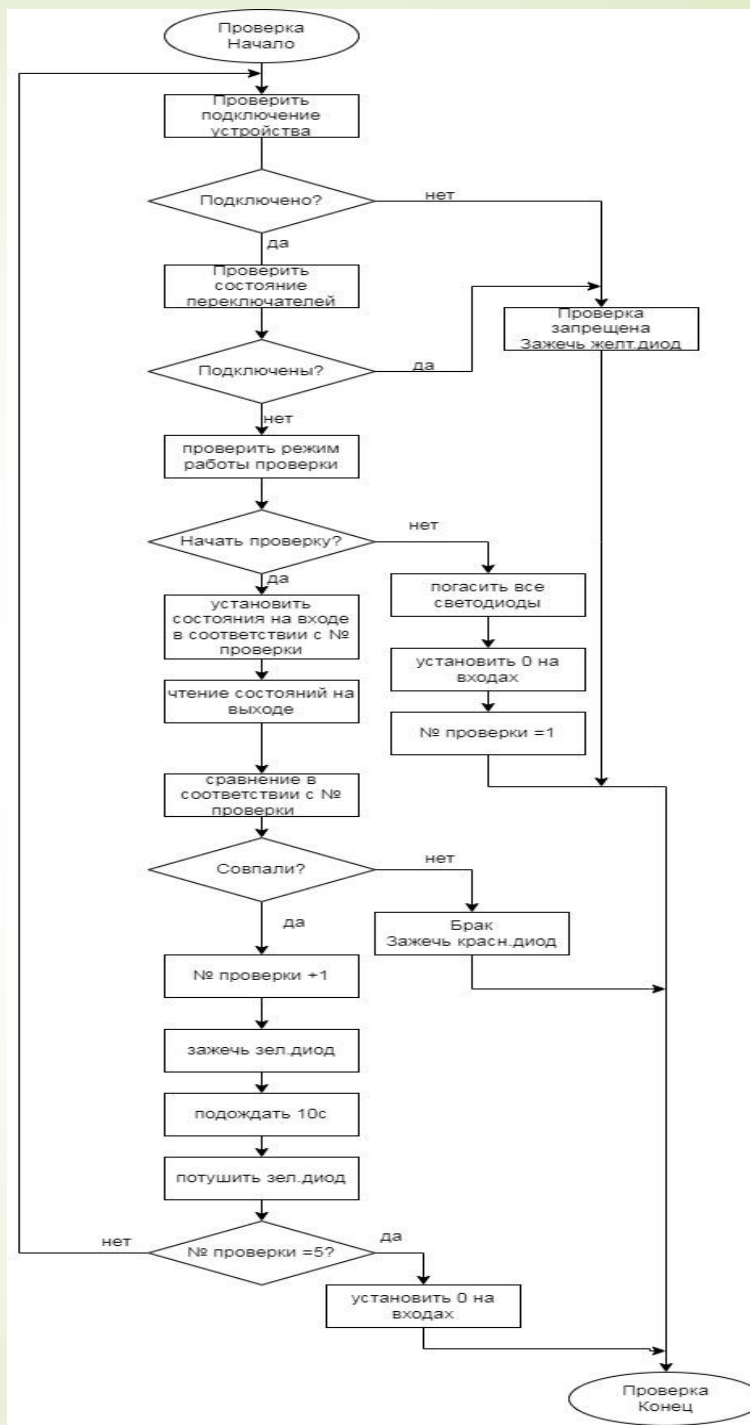 Проверка
Начало
Проверить
подключение
устройства
Подключено?
нет
да
Проверить
состояние
переключателей
Проверка
запрещена
Зажечь желт.диод
Подключены?
да
нет
проверить режим
работы проверки
Начать проверку?
нет
да
погасить все
светодиоды
установить
состояния на входе
в соответствии с №
проверки
установить 0 на
входах
чтение состояний на
выходе
№ проверки =1
сравнение в
соответствии с №
проверки
Совпали?
нет
да
Брак
Зажечь красн.диод
№ проверки +1
зажечь зел.диод
подождать 10с
потушить зел.диод
нет
№ проверки =5?
да
установить 0 на
входах
Проверка
Конец